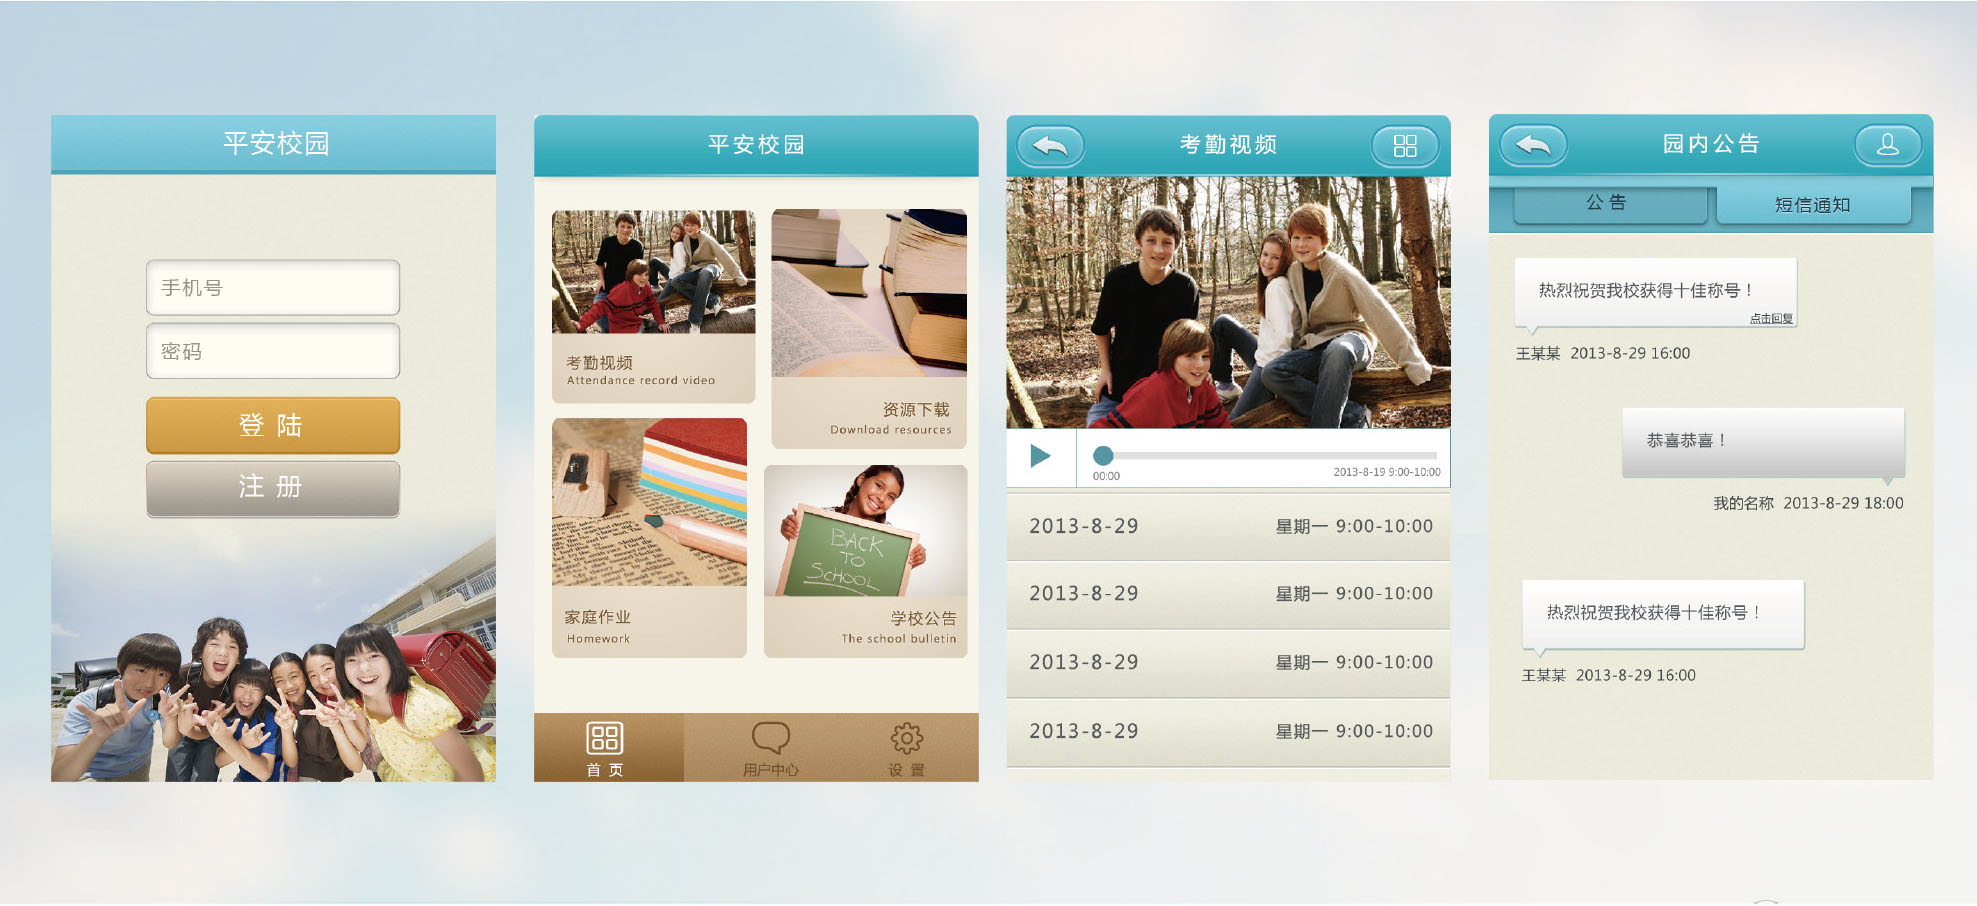 平安校园
手机号
密码
登 陆
注 册
平安校园
考勤视频
Attendance record video
资源下载
Download resources
家庭作业
Homework
BACK
TO
SCHOOL
学校公告
The school bulletin
首 页
用户中心
设 置
考勤视频
00:00
2013-8-19 9:00-10:00
2013-8-29 星期一 9:00-10:00
2013-8-29 星期一 9:00-10:00
2013-8-29 星期一 9:00-10:00
2013-8-29 星期一 9:00-10:00
园内公告
公 告
短信通知
热烈祝贺我校获得十佳称号！
点击回复
王某某 2013-8-29 16:00
恭喜恭喜！
我的名称 2013-8-29 18:00
热烈祝贺我校获得十佳称号！
王某某 2013-8-29 16:00